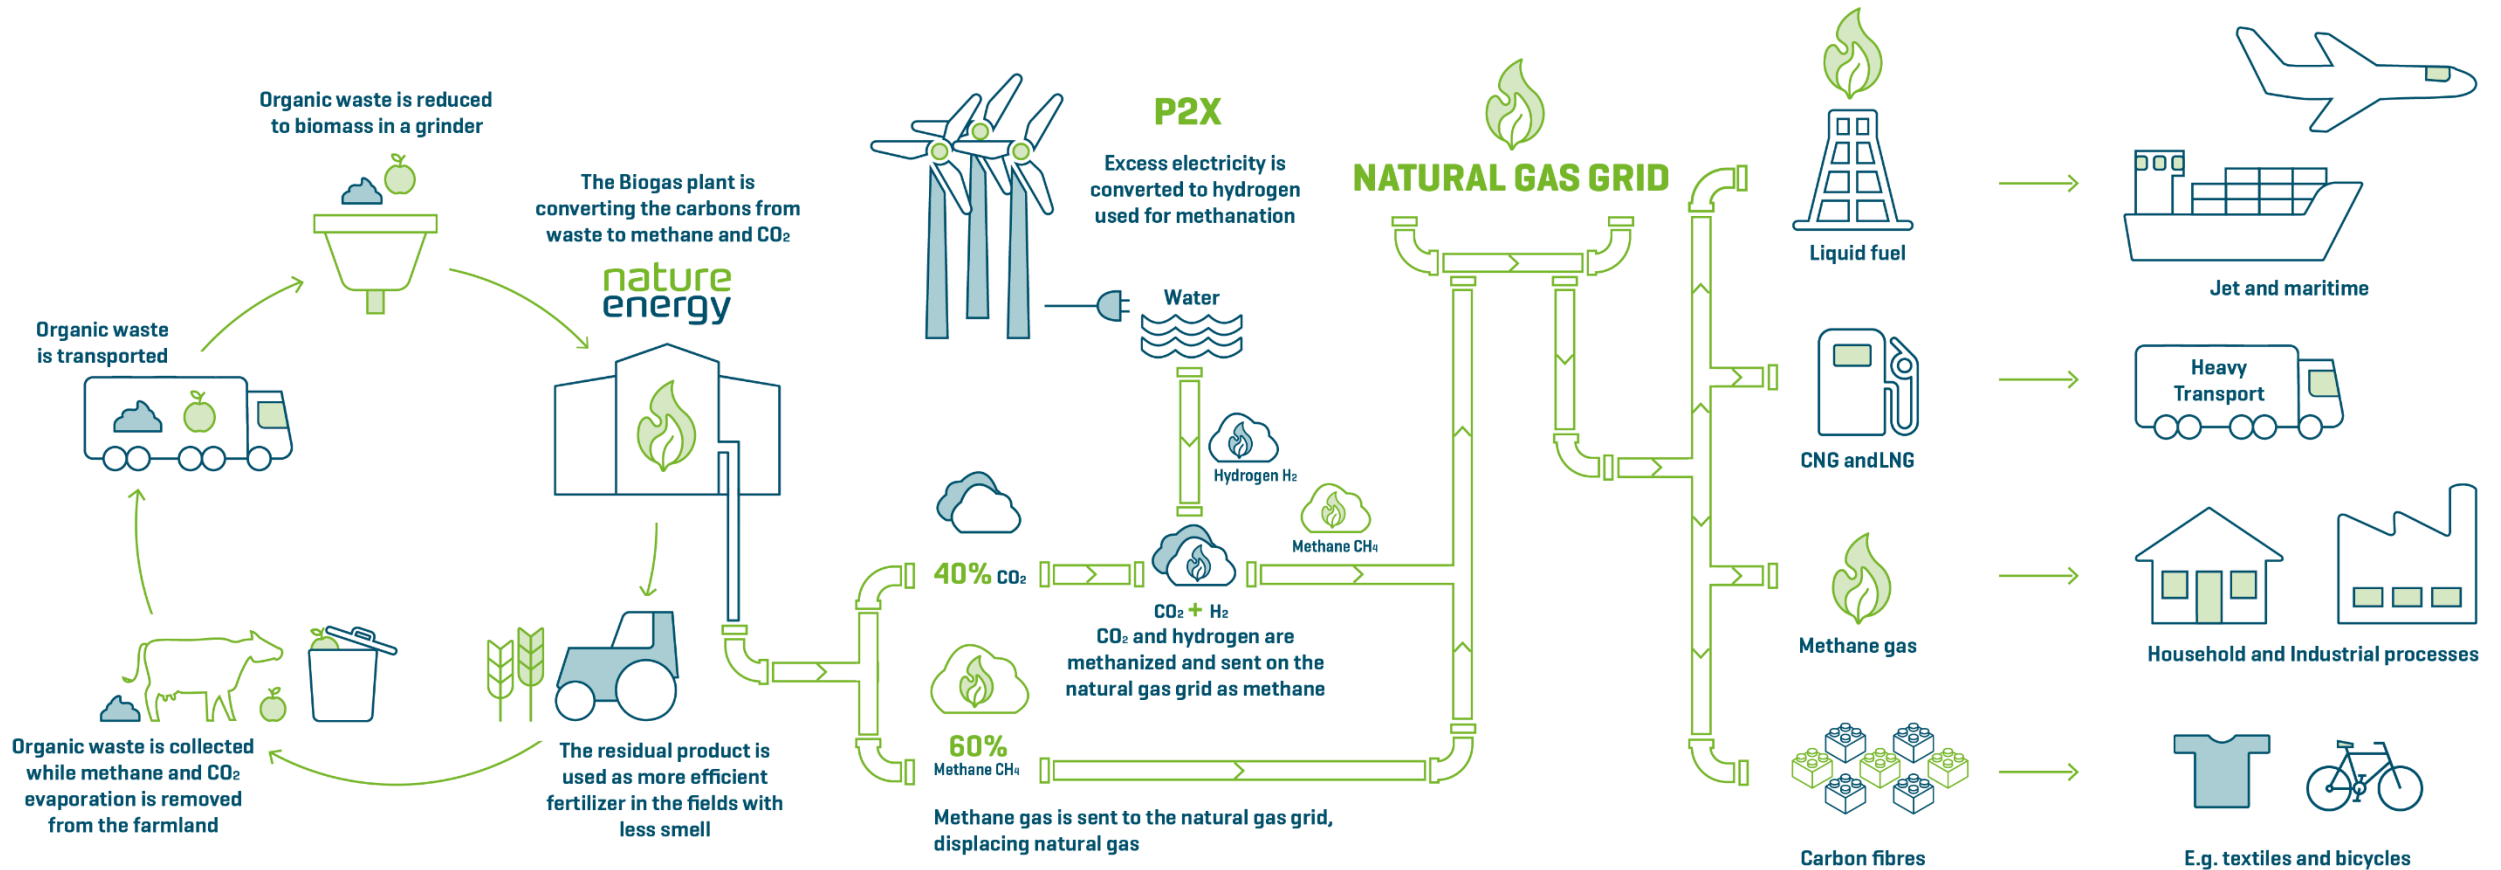 Organic waste is reduced
to biomass in a grinder
Organic waste
is transported
The Biogas plant is
converting the carbons from
waste to methane and CO₂
nature
energy
Organic waste is collected
while methane and CO₂
evaporation is removed
from the farmland
The residual product is
used as more efficient
fertilizer in the fields with
less smell
P2X
Excess electricity is
converted to hydrogen
used for methanation
Water
Hydrogen H₂
Methane CH₄
40% CO₂
CO₂ + H₂
CO₂ and hydrogen are
methanized and sent on the
natural gas grid as methane
60%
Methane CH₄
Methane gas is sent to the natural gas grid,
displacing natural gas
NATURAL GAS GRID
Liquid fuel
Jet and maritime
CNG andLNG
Heavy
Transport
Methane gas
Household and Industrial processes
Carbon fibres
E.g. textiles and bicycles